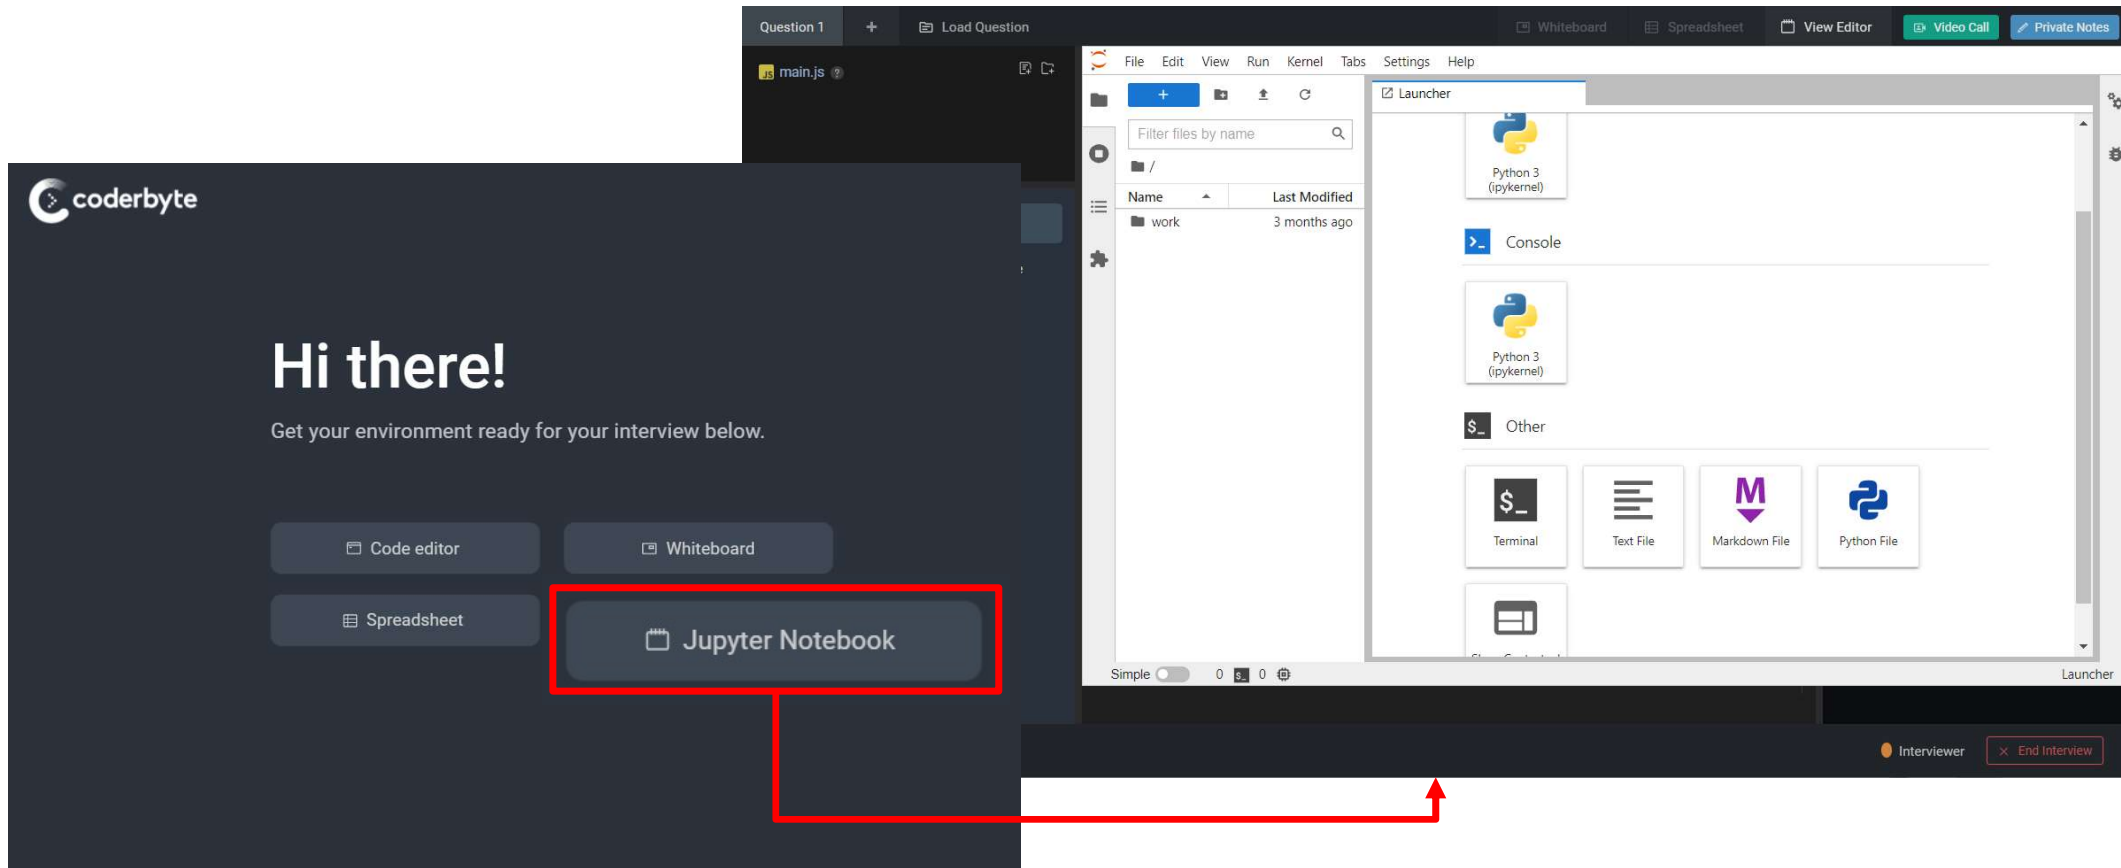 coderbyte
Hi there!
Get your environment ready for your interview below.
Code editor
Whiteboard
Spreadsheet
Jupyter Notebook
Question 1
+
Load Question
Whiteboard
Spreadsheet
View Editor
Video Call
Private Notes
JS main.js ?
File Edit View Run Kernel Tabs Settings Help
+
Filter files by name
/
Name Last Modified
work 3 months ago
Launcher
Python 3
(ipykernel)
>_ Console
Python 3
(ipykernel)
$_ Other
$_
Terminal
Text File
M
Markdown File
Python File
Simple 0 $_ 0
Launcher
Interviewer
× End Interview